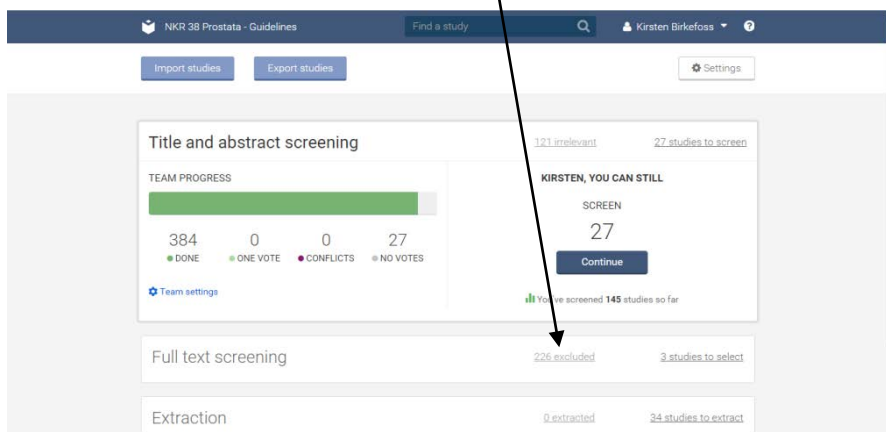 NKR 38 Prostata - Guidelines Find a study Kirsten Birkefoss ?
Import studies Export studies Settings
Title and abstract screening 121 irrelevant 27 studies to screen
TEAM PROGRESS KIRSTEN, YOU CAN STILL
SCREEN
27
384 0 0 27
DONE ONE VOTE CONFLICTS NO VOTES
Continue
Team settings
You've screened 145 studies so far
Full text screening 226 excluded 3 studies to select
Extraction 0 extracted 34 studies to extract